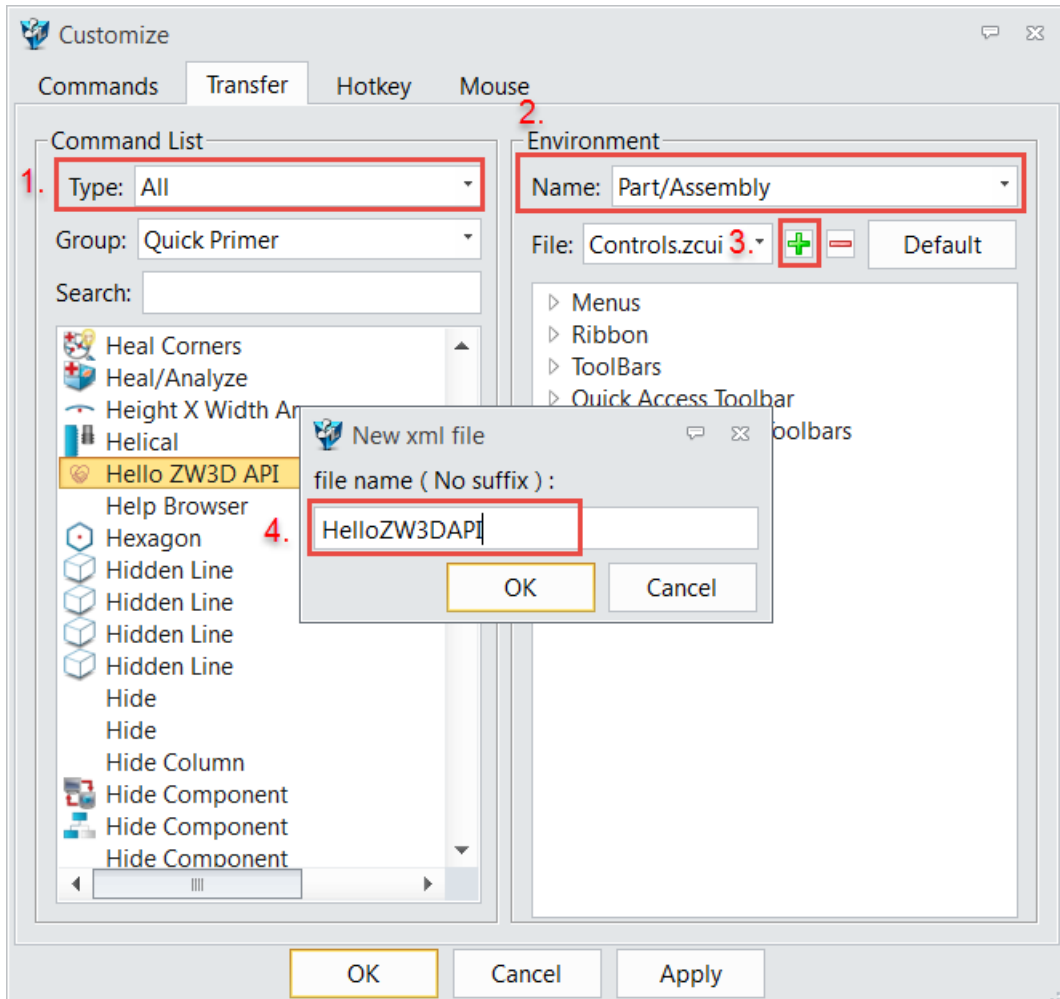 Customize
Commands Transfer Hotkey Mouse
Command List
1. Type: All
Group: Quick Primer
Search:
Heal Corners
Heal/Analyze
Height X Width
Helical
Hello ZW3D API
Help Browser
Hexagon
Hidden Line
Hidden Line
Hidden Line
Hidden Line
Hide
Hide
Hide Column
Hide Component
Hide Component
Hide Component
2.
Environment
Name: Part/Assembly
File: Controls.zcui 3. Default
Menus
Ribbon
ToolBars
Quick Access Toolbar
oolbars
New xml file
file name ( No suffix ) :
4. HelloZW3DAPI
OK Cancel
OK Cancel Apply